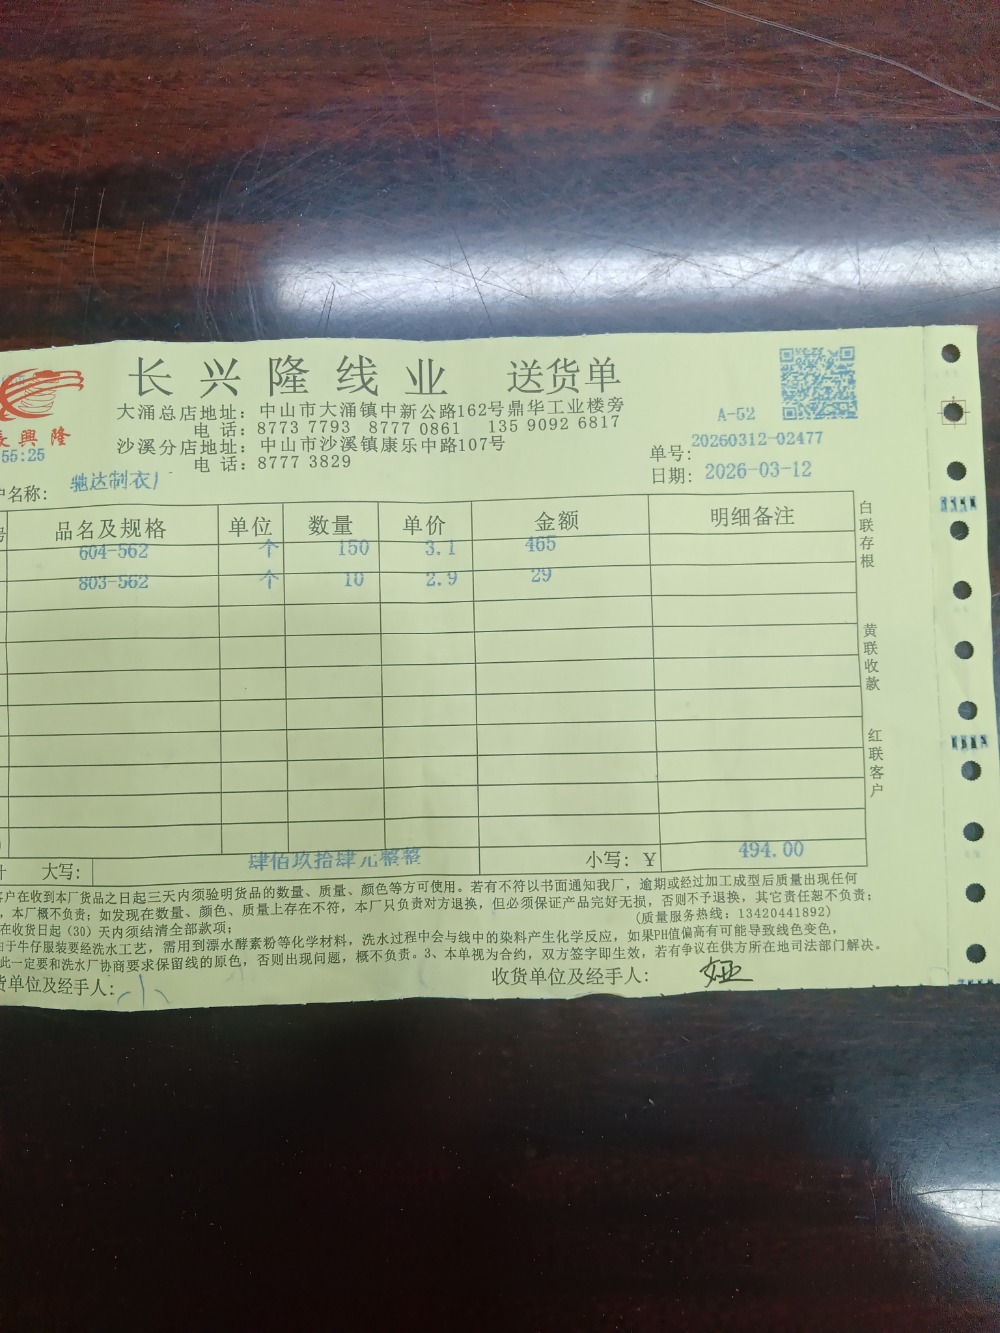 长兴隆线业 送货单
大涌总店地址：中山市大涌镇中新公路162号鼎华工业楼旁
电 话：8773 7793 8777 0861 135 9092 6817
沙溪分店地址：中山市沙溪镇康乐中路107号
电 话：8777 3829
興隆
55:25
A-52
单号：20260312-02477
日期：2026-03-12
户名称：驰达制衣厂
号 品名及规格 单位 数量 单价 金额 明细备注
604-562 个 150 3.1 465
803-562 个 10 2.9 29
大写：肆佰玖拾肆元整整 小写：¥ 494.00
白联存根
黄联收款
红联客户
客户在收到本厂货品之日起三天内须验明货品的数量、质量、颜色等方可使用。若有不符以书面通知我厂，逾期或经过加工成型后质量出现任何
，本厂概不负责；如发现在数量、颜色、质量上存在不符，本厂只负责对方退换，但必须保证产品完好无损，否则不予退换，其它责任恕不负责；
在收货日起（30）天内须结清全部款项； (质量服务热线：13420441892)
由于牛仔服装要经洗水工艺，需用到漂水酵素粉等化学材料，洗水过程中会与线中的染料产生化学反应，如果PH值偏高有可能导致线色变色，
此一定要和洗水厂协商要求保留线的原色，否则出现问题，概不负责。3、本单视为合约，双方签字即生效，若有争议在供方所在地司法部门解决。
货单位及经手人： 收货单位及经手人：